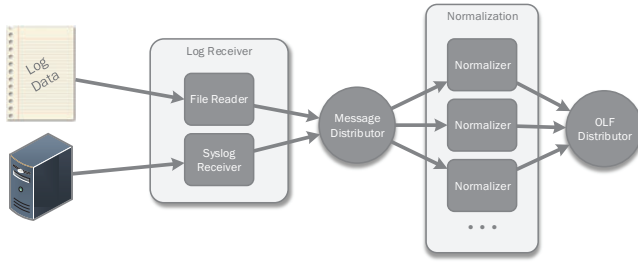 Log
Data
Log Receiver
File Reader
Syslog
Receiver
Message
Distributor
Normalization
Normalizer
Normalizer
Normalizer
• • •
OLF
Distributor